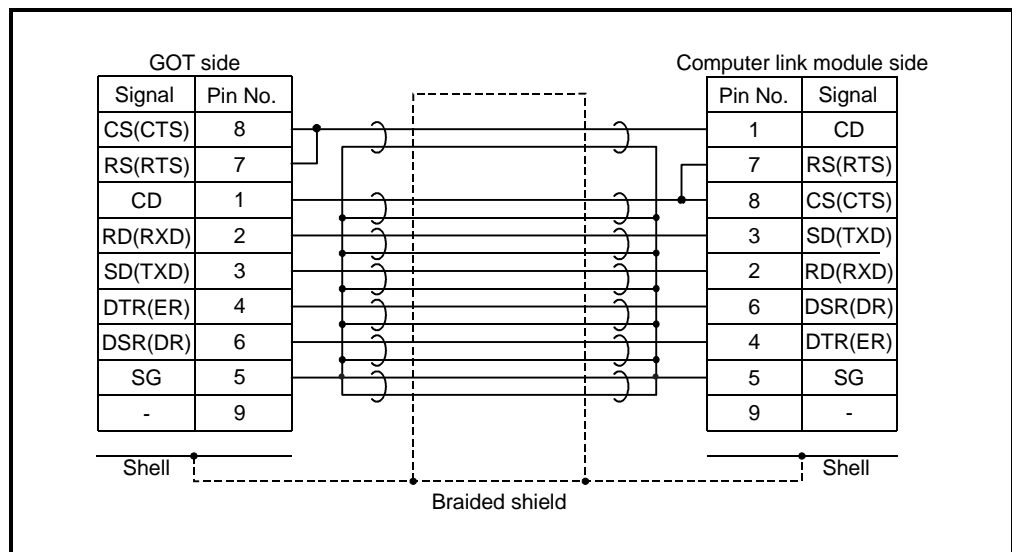 GOT side Computer link module side
Signal Pin No. Pin No. Signal
CS(CTS) 8 1 CD
RS(RTS) 7 7 RS(RTS)
CD 1 8 CS(CTS)
RD(RXD) 2 3 SD(TXD)
SD(TXD) 3 2 RD(RXD)
DTR(ER) 4 6 DSR(DR)
DSR(DR) 6 4 DTR(ER)
SG 5 5 SG
- 9 9 -
Shell Shell
Braided shield